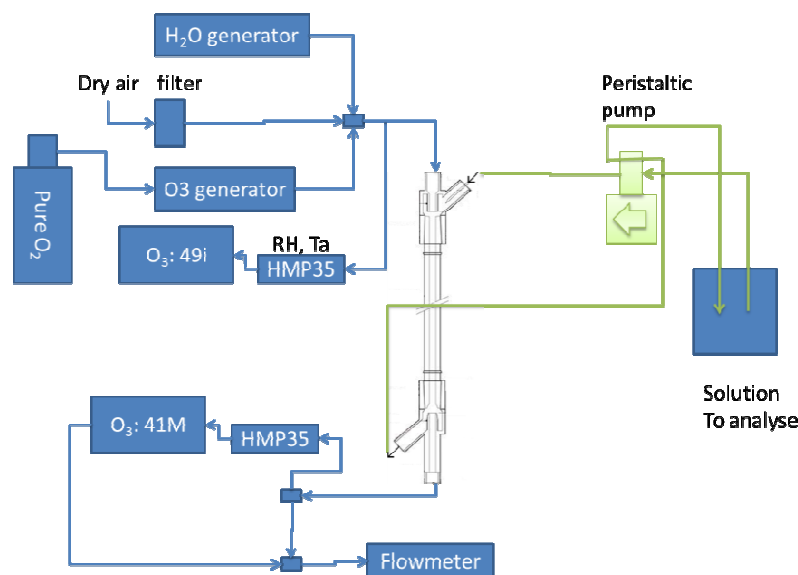 H₂O generator
Dry air filter
Peristaltic
pump
Pure O₂
O3 generator
RH, Ta
O₃: 49i
HMP35
Solution
To analyse
O₃: 41M
HMP35
Flowmeter